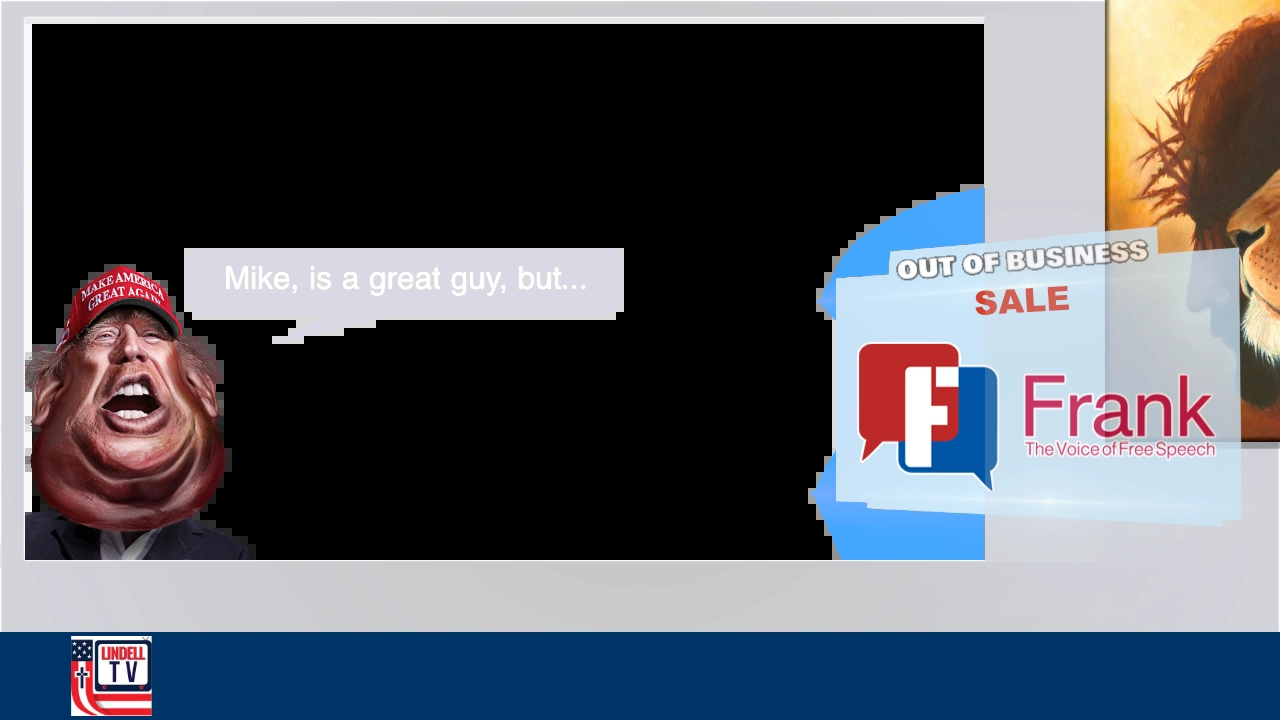 Mike, is a great guy, but...
MAKE AMERICA
GREAT AGAIN
OUT OF BUSINESS
SALE
F
Frank
The Voice of Free Speech
LINDELL
TV